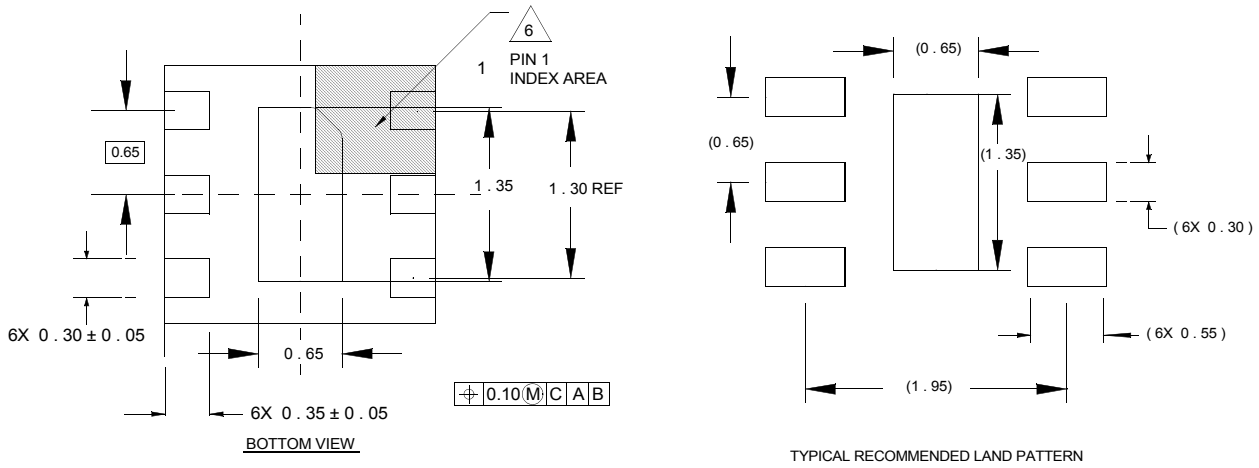 6
PIN 1
INDEX AREA
1
0.65
1 . 35
1 . 30 REF
6X 0 . 30 ± 0 . 05
0 . 65
6X 0 . 35 ± 0 . 05
0.10 M C A B
BOTTOM VIEW
(0 . 65)
(0 . 65)
(1 . 35)
( 6X 0 . 30 )
( 6X 0 . 55 )
(1 . 95)
TYPICAL RECOMMENDED LAND PATTERN